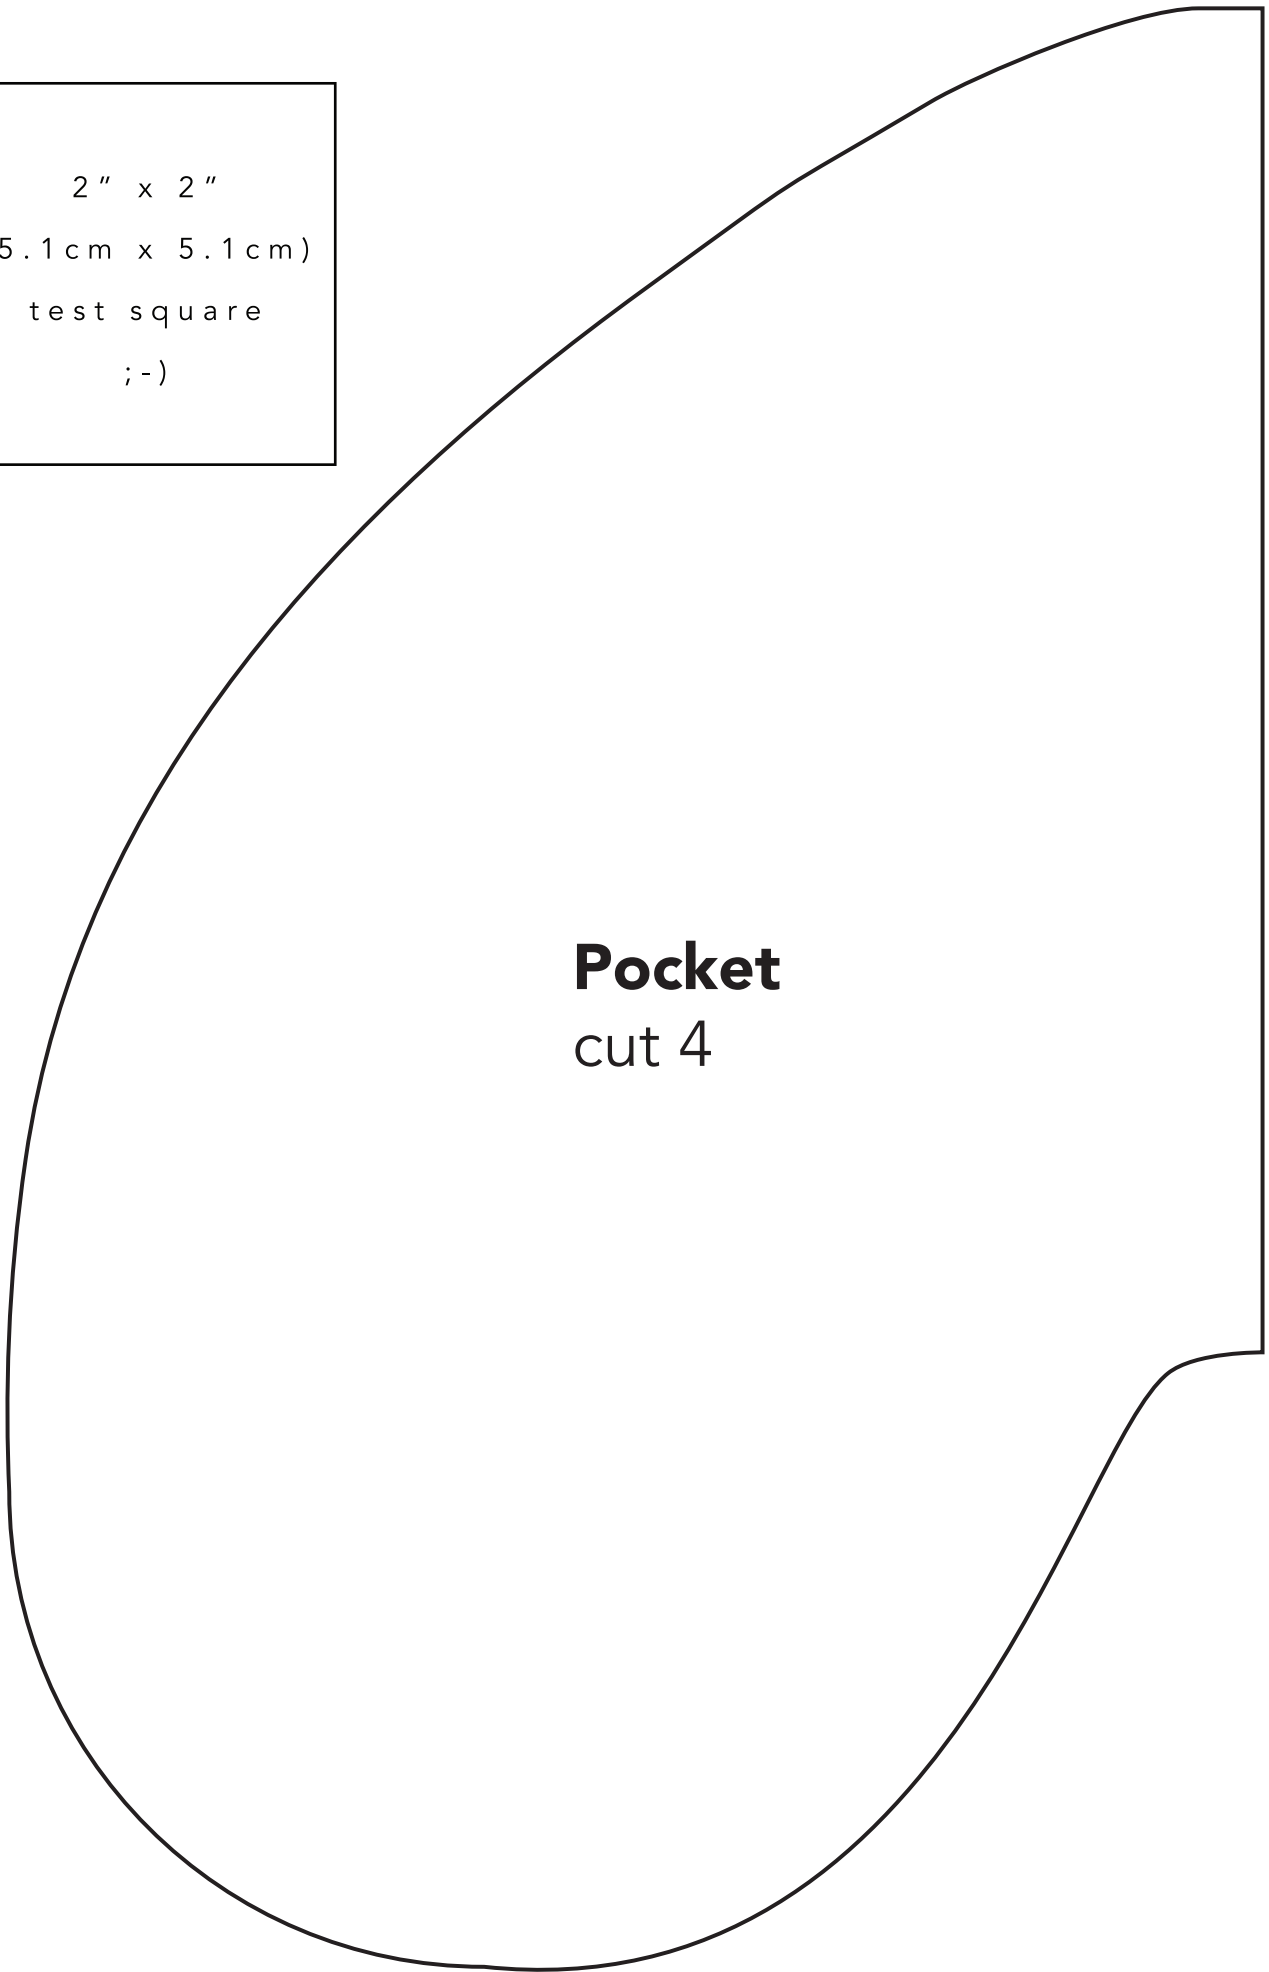 2” x 2”
5.1cm x 5.1cm)
test square
;-)
Pocket
cut 4